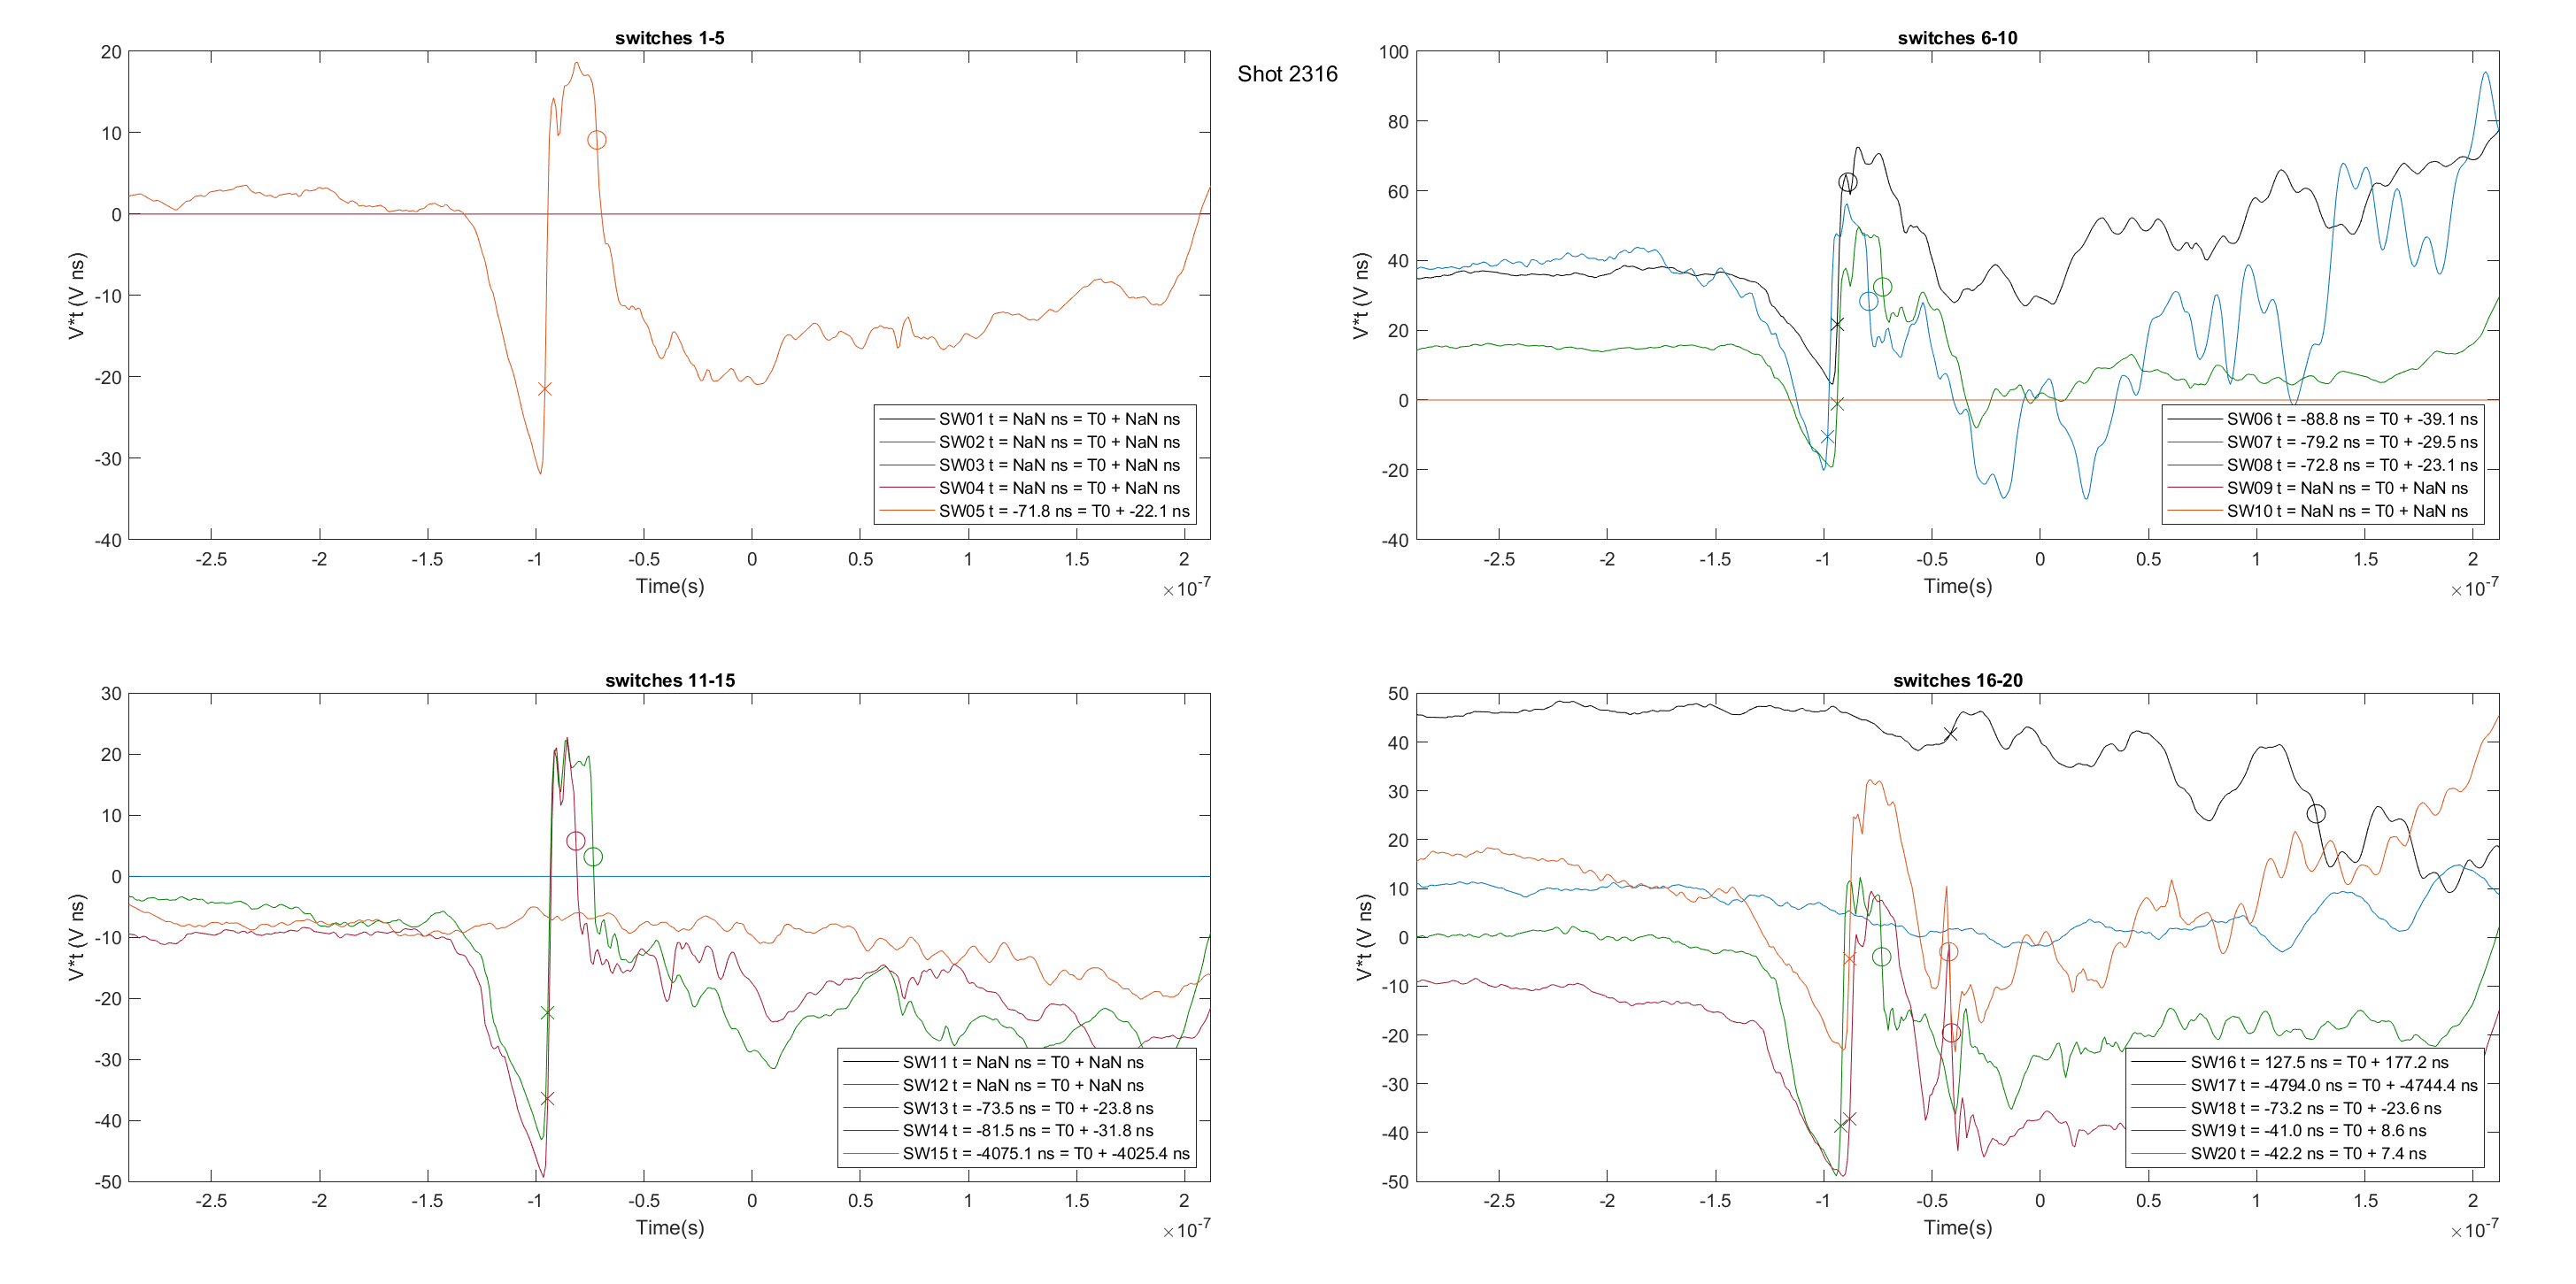 Shot 2316
switches 1-5
20
10
0
-10
-20
-30
-40
V*t (V ns)
-2.5 -2 -1.5 -1 -0.5 0 0.5 1 1.5 2
Time(s)
×10-7
SW01 t = NaN ns = T0 + NaN ns
SW02 t = NaN ns = T0 + NaN ns
SW03 t = NaN ns = T0 + NaN ns
SW04 t = NaN ns = T0 + NaN ns
SW05 t = -71.8 ns = T0 + -22.1 ns
switches 6-10
100
80
60
40
20
0
-20
-40
V*t (V ns)
-2.5 -2 -1.5 -1 -0.5 0 0.5 1 1.5 2
Time(s)
×10-7
SW06 t = -88.8 ns = T0 + -39.1 ns
SW07 t = -79.2 ns = T0 + -29.5 ns
SW08 t = -72.8 ns = T0 + -23.1 ns
SW09 t = NaN ns = T0 + NaN ns
SW10 t = NaN ns = T0 + NaN ns
switches 11-15
30
20
10
0
-10
-20
-30
-40
-50
V*t (V ns)
-2.5 -2 -1.5 -1 -0.5 0 0.5 1 1.5 2
Time(s)
×10-7
SW11 t = NaN ns = T0 + NaN ns
SW12 t = NaN ns = T0 + NaN ns
SW13 t = -73.5 ns = T0 + -23.8 ns
SW14 t = -81.5 ns = T0 + -31.8 ns
SW15 t = -4075.1 ns = T0 + -4025.4 ns
switches 16-20
50
40
30
20
10
0
-10
-20
-30
-40
-50
V*t (V ns)
-2.5 -2 -1.5 -1 -0.5 0 0.5 1 1.5 2
Time(s)
×10-7
SW16 t = 127.5 ns = T0 + 177.2 ns
SW17 t = -4794.0 ns = T0 + -4744.4 ns
SW18 t = -73.2 ns = T0 + -23.6 ns
SW19 t = -41.0 ns = T0 + 8.6 ns
SW20 t = -42.2 ns = T0 + 7.4 ns